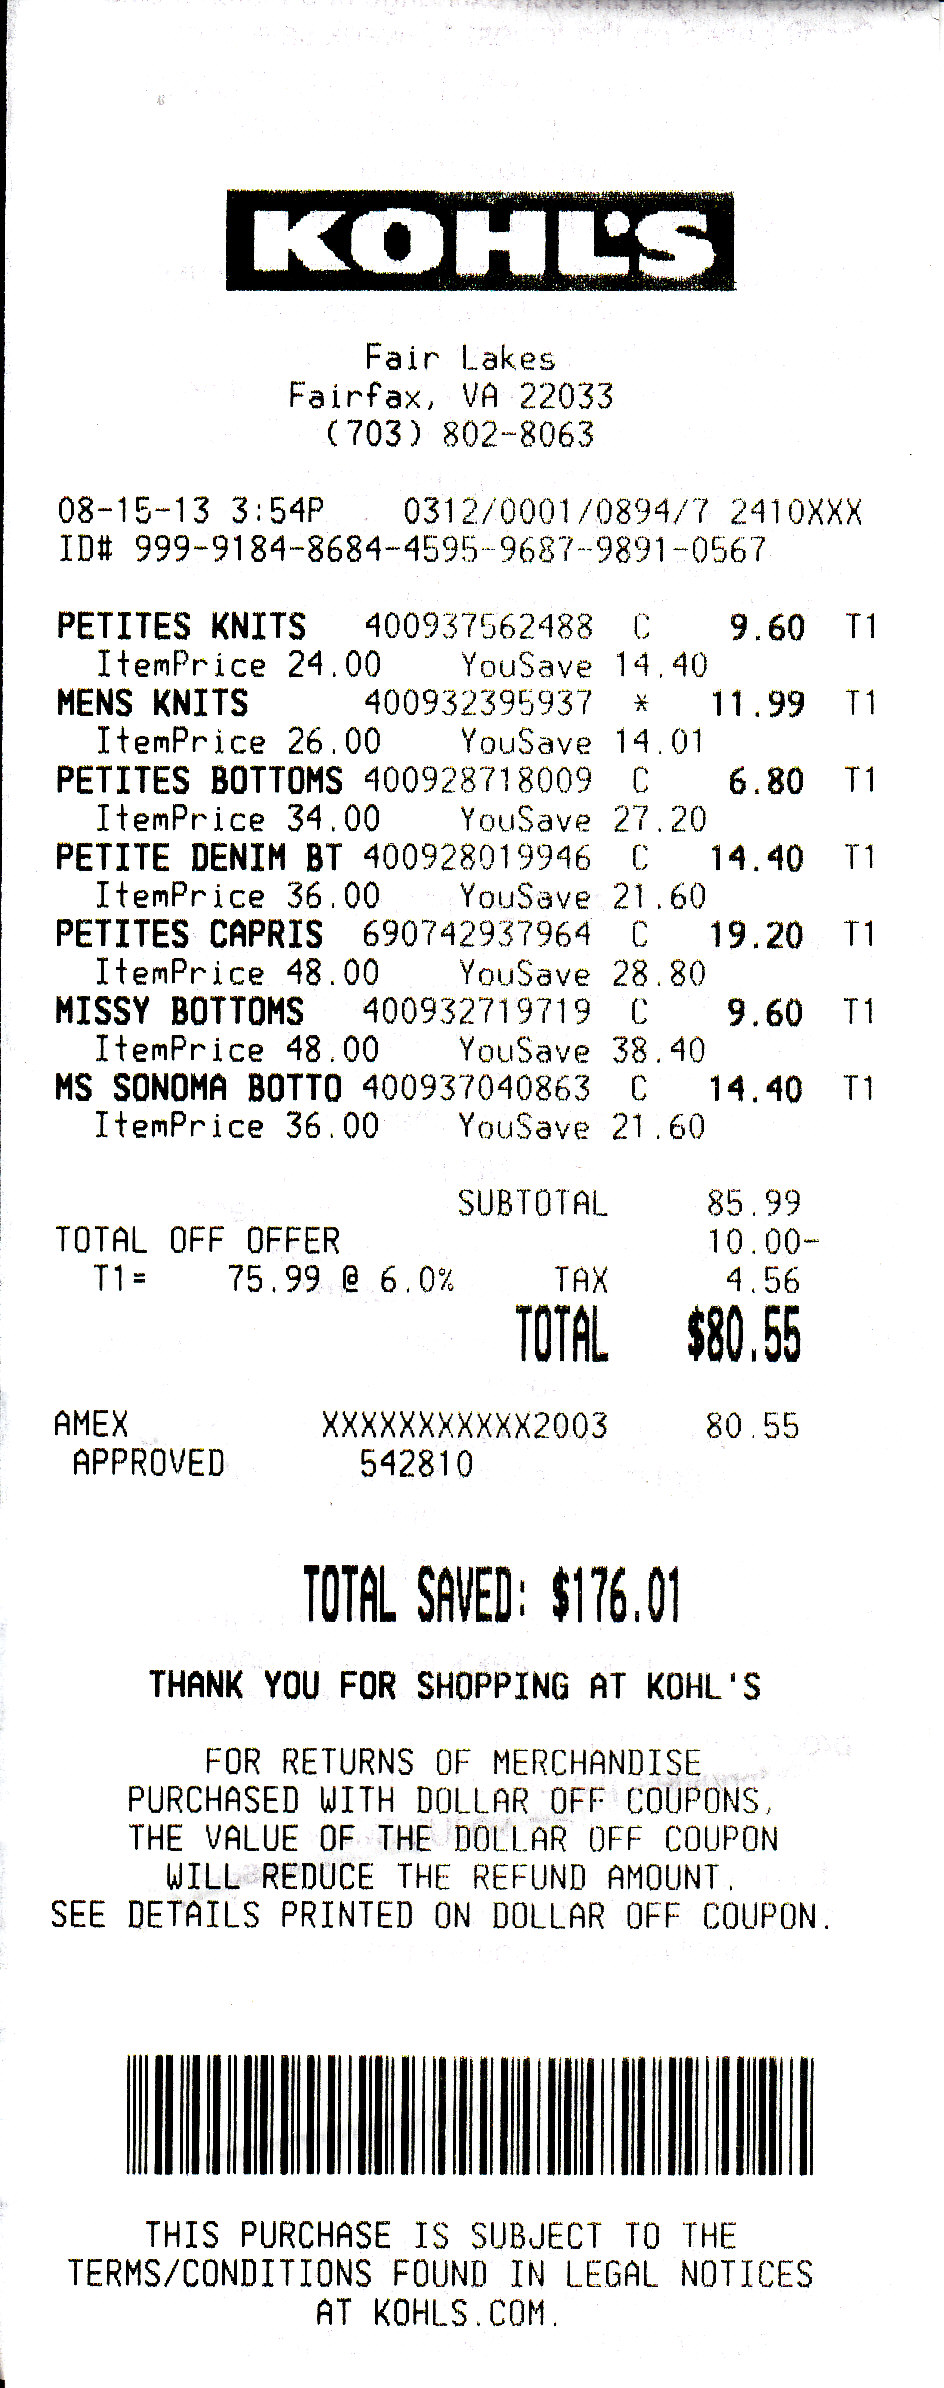 KOHL'S
Fair Lakes
Fairfax, VA 22033
(703) 802-8063
08-15-13 3:54P 0312/0001/0894/7 2410XXX
ID# 999-9184-8684-4595-9687-9891-0567
PETITES KNITS 400937562488 C 9.60 T1
ItemPrice 24.00 YouSave 14.40
MENS KNITS 400932395937 * 11.99 T1
ItemPrice 26.00 YouSave 14.01
PETITES BOTTOMS 400928718009 C 6.80 T1
ItemPrice 34.00 YouSave 27.20
PETITE DENIM BT 400928019946 C 14.40 T1
ItemPrice 36.00 YouSave 21.60
PETITES CAPRIS 690742937964 C 19.20 T1
ItemPrice 48.00 YouSave 28.80
MISSY BOTTOMS 400932719719 C 9.60 T1
ItemPrice 48.00 YouSave 38.40
MS SONOMA BOTTO 400937040863 C 14.40 T1
ItemPrice 36.00 YouSave 21.60
SUBTOTAL 85.99
TOTAL OFF OFFER 10.00-
T1= 75.99 @ 6.0% TAX 4.56
TOTAL $80.55
AMEX XXXXXXXXXXX2003 80.55
APPROVED 542810
TOTAL SAVED: $176.01
THANK YOU FOR SHOPPING AT KOHL'S
FOR RETURNS OF MERCHANDISE
PURCHASED WITH DOLLAR OFF COUPONS,
THE VALUE OF THE DOLLAR OFF COUPON
WILL REDUCE THE REFUND AMOUNT.
SEE DETAILS PRINTED ON DOLLAR OFF COUPON.
THIS PURCHASE IS SUBJECT TO THE
TERMS/CONDITIONS FOUND IN LEGAL NOTICES
AT KOHLS.COM.